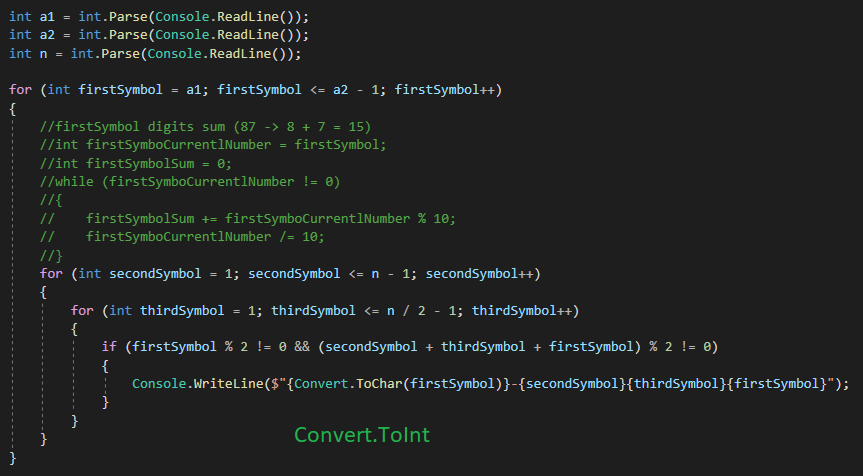 int a1 = int.Parse(Console.ReadLine());
int a2 = int.Parse(Console.ReadLine());
int n = int.Parse(Console.ReadLine());

for (int firstSymbol = a1; firstSymbol <= a2 - 1; firstSymbol++)
{
    //firstSymbol digits sum (87 -> 8 + 7 = 15)
    //int firstSymboCurrentlNumber = firstSymbol;
    //int firstSymbolSum = 0;
    //while (firstSymboCurrentlNumber != 0)
    //{
    //    firstSymbolSum += firstSymboCurrentlNumber % 10;
    //    firstSymboCurrentlNumber /= 10;
    //}
    for (int secondSymbol = 1; secondSymbol <= n - 1; secondSymbol++)
    {
        for (int thirdSymbol = 1; thirdSymbol <= n / 2 - 1; thirdSymbol++)
        {
            if (firstSymbol % 2 != 0 && (secondSymbol + thirdSymbol + firstSymbol) % 2 != 0)
            {
                Console.WriteLine($"{Convert.ToChar(firstSymbol)}-{secondSymbol}{thirdSymbol}{firstSymbol}");
            }
        }
    }
Convert.ToInt
}